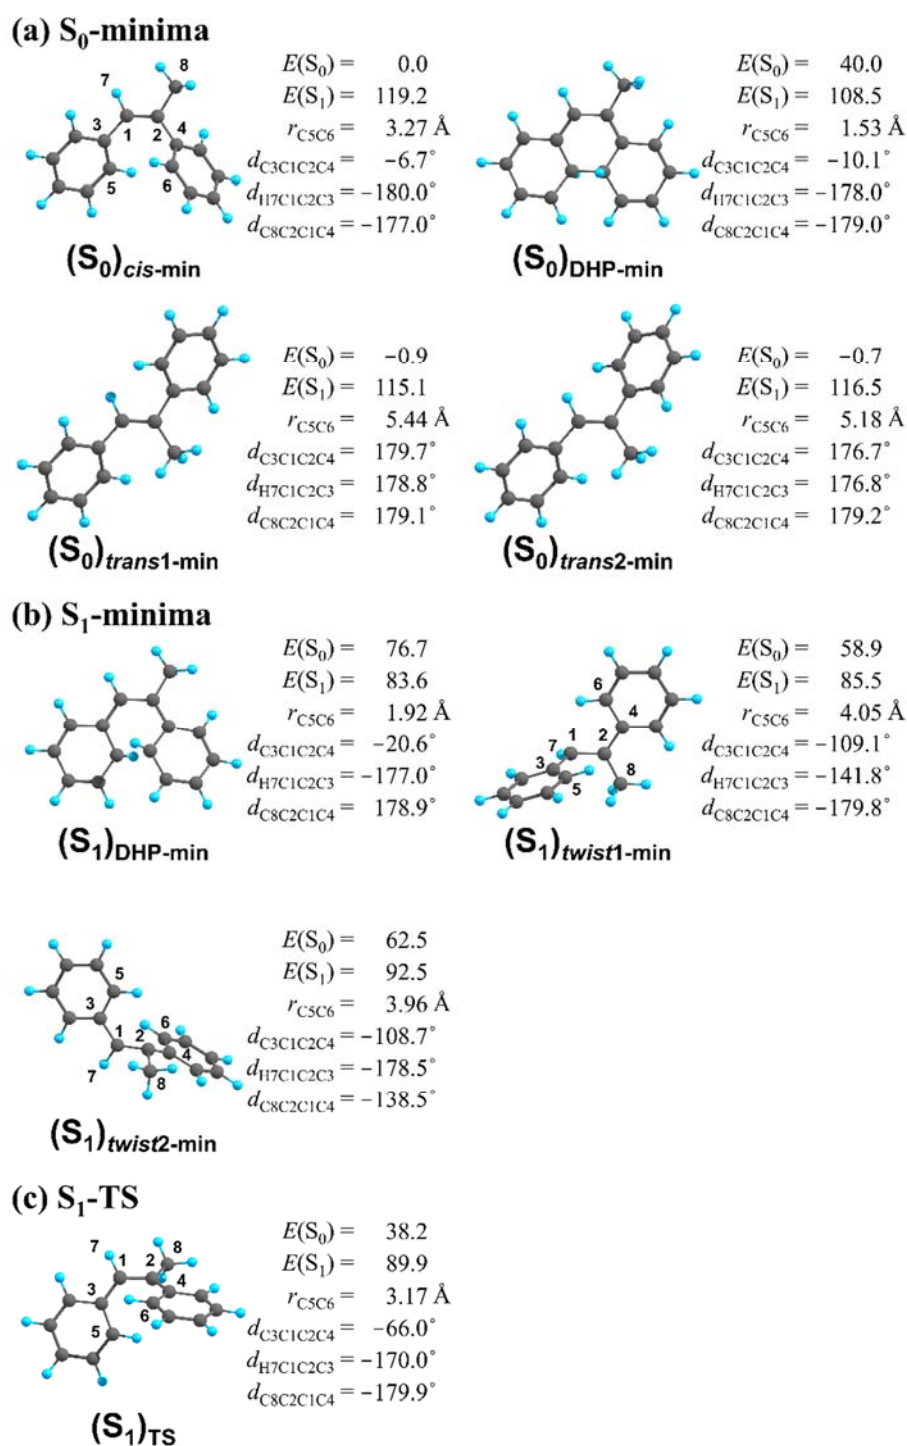 (a) S0-minima
7
8
3
1
2
4
5
6
E(S0) = 0.0
E(S1) = 119.2
rC5C6 = 3.27 Å
dC3C1C2C4 = −6.7°
dH7C1C2C3 = −180.0°
dC8C2C1C4 = −177.0°
(S0)cis-min
E(S0) = 40.0
E(S1) = 108.5
rC5C6 = 1.53 Å
dC3C1C2C4 = −10.1°
dH7C1C2C3 = −178.0°
dC8C2C1C4 = −179.0°
(S0)DHP-min
E(S0) = −0.9
E(S1) = 115.1
rC5C6 = 5.44 Å
dC3C1C2C4 = 179.7°
dH7C1C2C3 = 178.8°
dC8C2C1C4 = 179.1°
(S0)trans1-min
E(S0) = −0.7
E(S1) = 116.5
rC5C6 = 5.18 Å
dC3C1C2C4 = 176.7°
dH7C1C2C3 = 176.8°
dC8C2C1C4 = 179.2°
(S0)trans2-min
(b) S1-minima
E(S0) = 76.7
E(S1) = 83.6
rC5C6 = 1.92 Å
dC3C1C2C4 = −20.6°
dH7C1C2C3 = −177.0°
dC8C2C1C4 = 178.9°
(S1)DHP-min
6
4
1
2
7
3
8
5
E(S0) = 58.9
E(S1) = 85.5
rC5C6 = 4.05 Å
dC3C1C2C4 = −109.1°
dH7C1C2C3 = −141.8°
dC8C2C1C4 = −179.8°
(S1)twist1-min
5
3
1
2
6
4
7
8
E(S0) = 62.5
E(S1) = 92.5
rC5C6 = 3.96 Å
dC3C1C2C4 = −108.7°
dH7C1C2C3 = −178.5°
dC8C2C1C4 = −138.5°
(S1)twist2-min
(c) S1-TS
7
1
2
8
3
4
5
6
E(S0) = 38.2
E(S1) = 89.9
rC5C6 = 3.17 Å
dC3C1C2C4 = −66.0°
dH7C1C2C3 = −170.0°
dC8C2C1C4 = −179.9°
(S1)TS